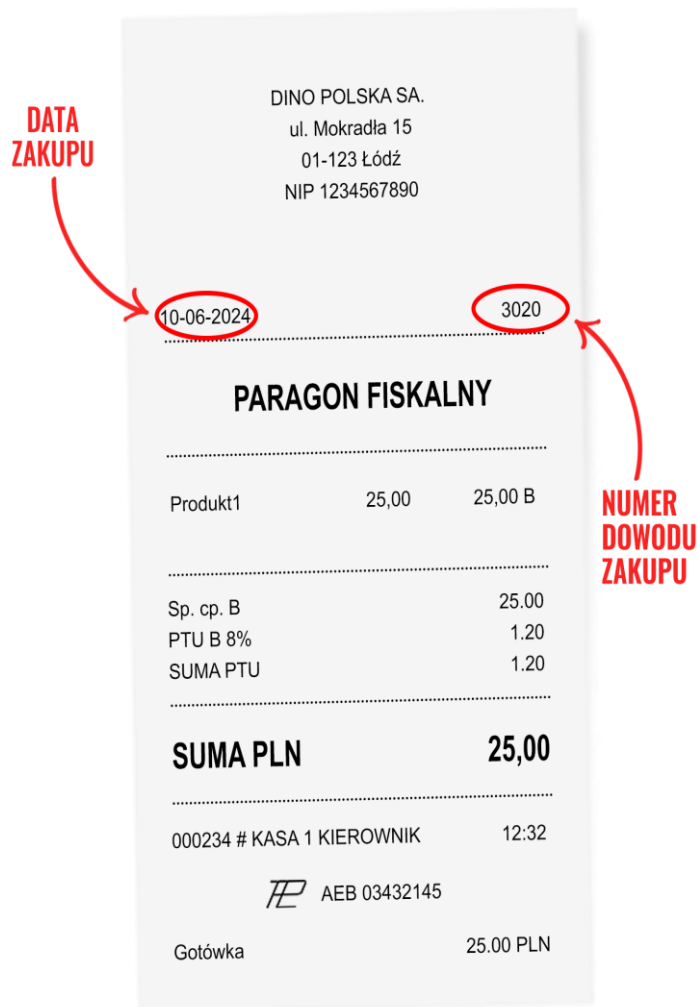 DINO POLSKA SA.
ul. Mokradła 15
01-123 Łódź
NIP 1234567890
DATA
ZAKUPU
10-06-2024 3020
PARAGON FISKALNY
Produkt1 25,00 25,00 B
NUMER
DOWODU
ZAKUPU
Sp. cp. B 25.00
PTU B 8% 1.20
SUMA PTU 1.20
SUMA PLN 25,00
000234 # KASA 1 KIEROWNIK 12:32
AEB 03432145
Gotówka 25.00 PLN